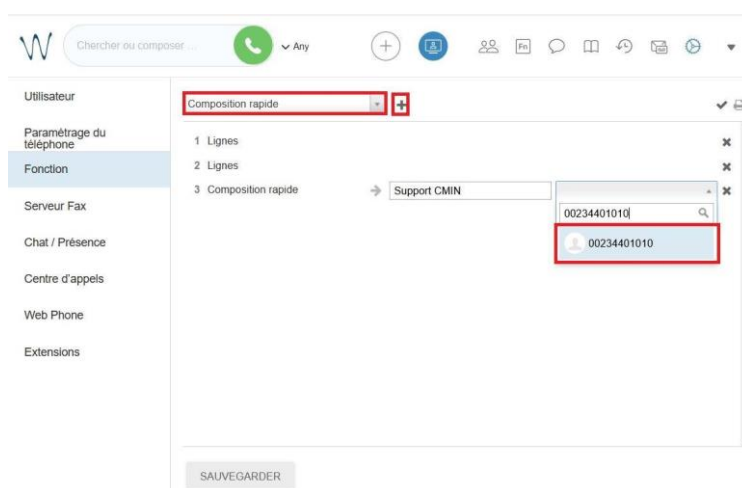 W
Chercher ou composer ...
Any
Fn
Utilisateur
Paramètrage du
téléphone
Fonction
Serveur Fax
Chat / Présence
Centre d'appels
Web Phone
Extensions
Composition rapide
1 Lignes
2 Lignes
3 Composition rapide
Support CMIN
00234401010
00234401010
SAUVEGARDER